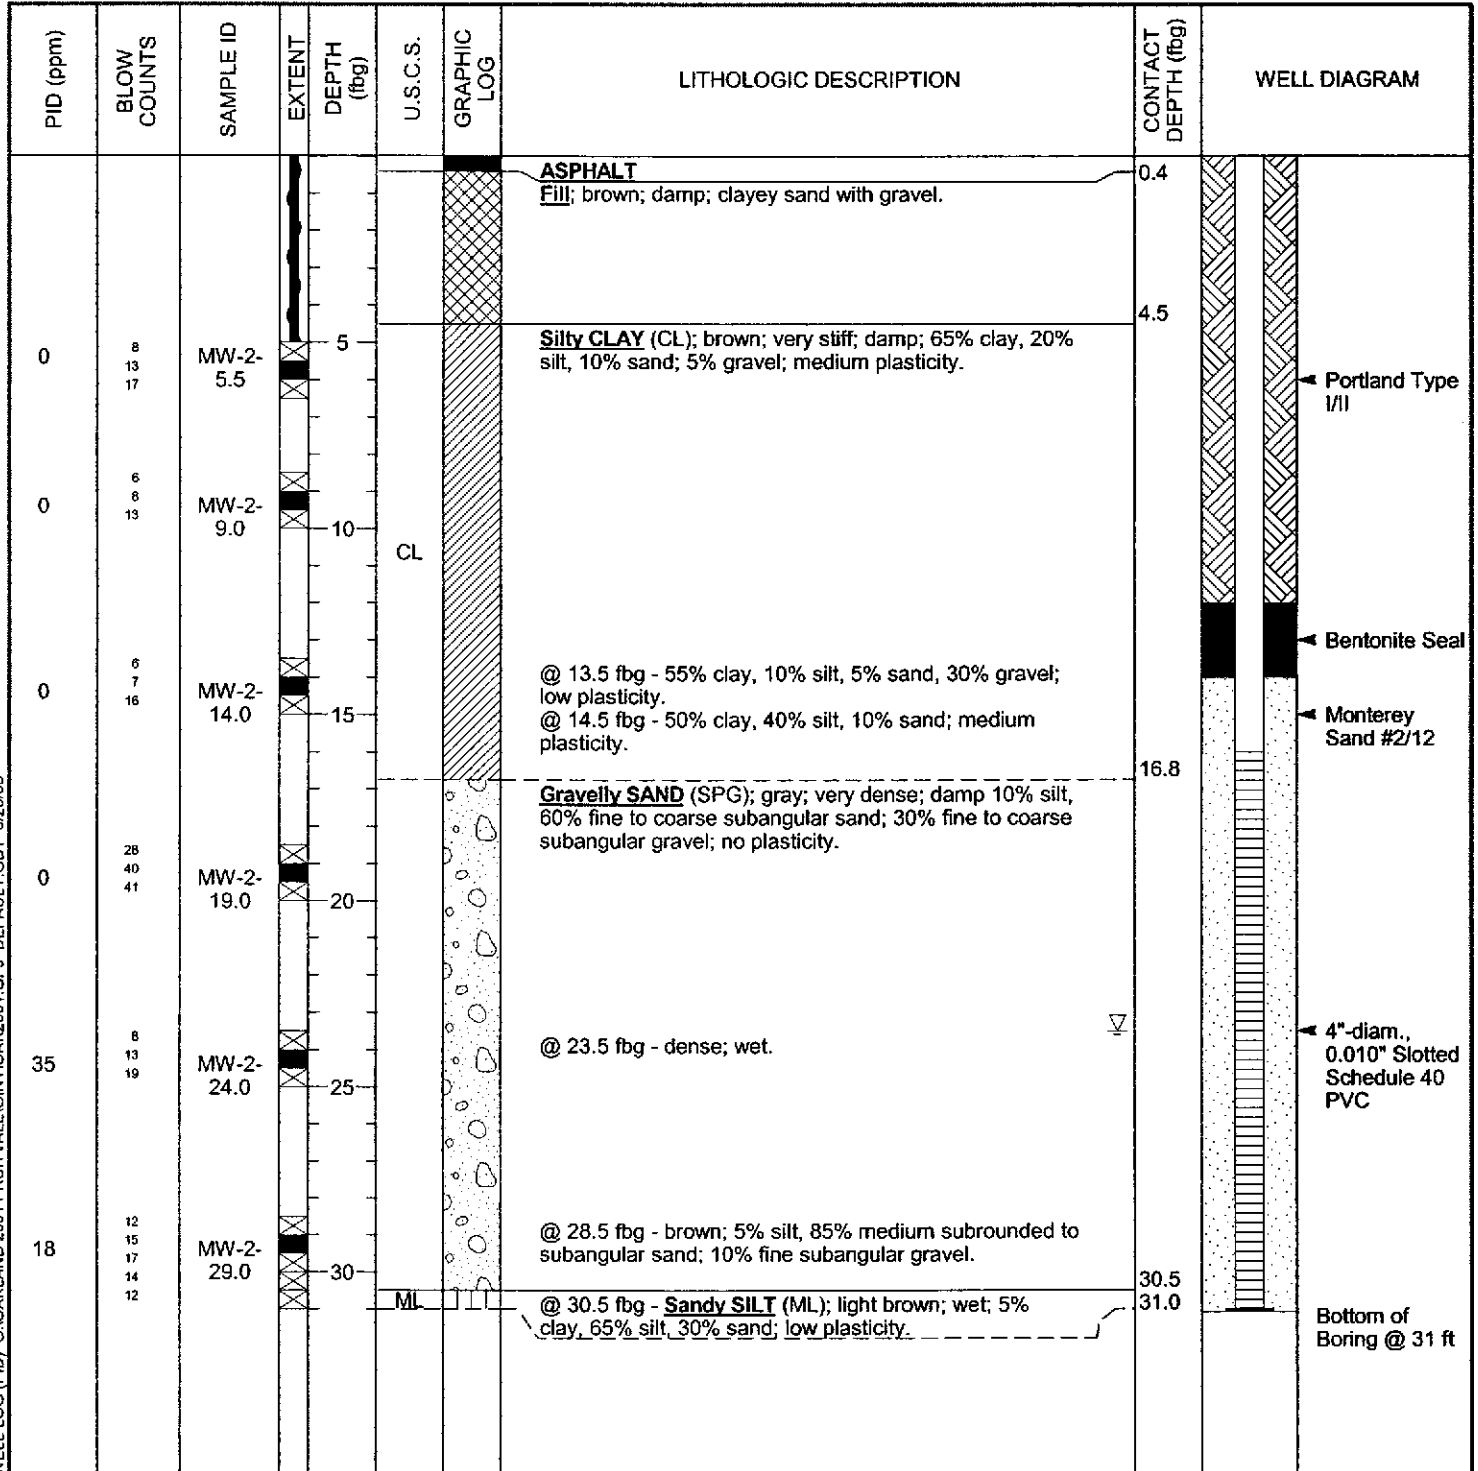 PID (ppm)
BLOW
COUNTS
SAMPLE ID
EXTENT
DEPTH
(fbg)
U.S.C.S.
GRAPHIC
LOG
LITHOLOGIC DESCRIPTION
CONTACT
DEPTH (fbg)
WELL DIAGRAM
ASPHALT
0.4
Fill; brown; damp; clayey sand with gravel.
4.5
0
8
13
17
MW-2-
5.5
5
Silty CLAY (CL); brown; very stiff; damp; 65% clay, 20%
silt, 10% sand; 5% gravel; medium plasticity.
Portland Type
I/II
0
6
8
13
MW-2-
9.0
10
CL
Bentonite Seal
0
6
7
16
MW-2-
14.0
15
@ 13.5 fbg - 55% clay, 10% silt, 5% sand, 30% gravel;
low plasticity.
@ 14.5 fbg - 50% clay, 40% silt, 10% sand; medium
plasticity.
Monterey
Sand #2/12
16.8
Gravelly SAND (SPG); gray; very dense; damp 10% silt,
60% fine to coarse subangular sand; 30% fine to coarse
subangular gravel; no plasticity.
0
28
40
41
MW-2-
19.0
20
35
8
13
19
MW-2-
24.0
25
@ 23.5 fbg - dense; wet.
4"-diam.,
0.010" Slotted
Schedule 40
PVC
18
12
15
17
14
12
MW-2-
29.0
30
@ 28.5 fbg - brown; 5% silt, 85% medium subrounded to
subangular sand; 10% fine subangular gravel.
30.5
ML
@ 30.5 fbg - Sandy SILT (ML); light brown; wet; 5%
clay, 65% silt, 30% sand; low plasticity.
31.0
Bottom of
Boring @ 31 ft